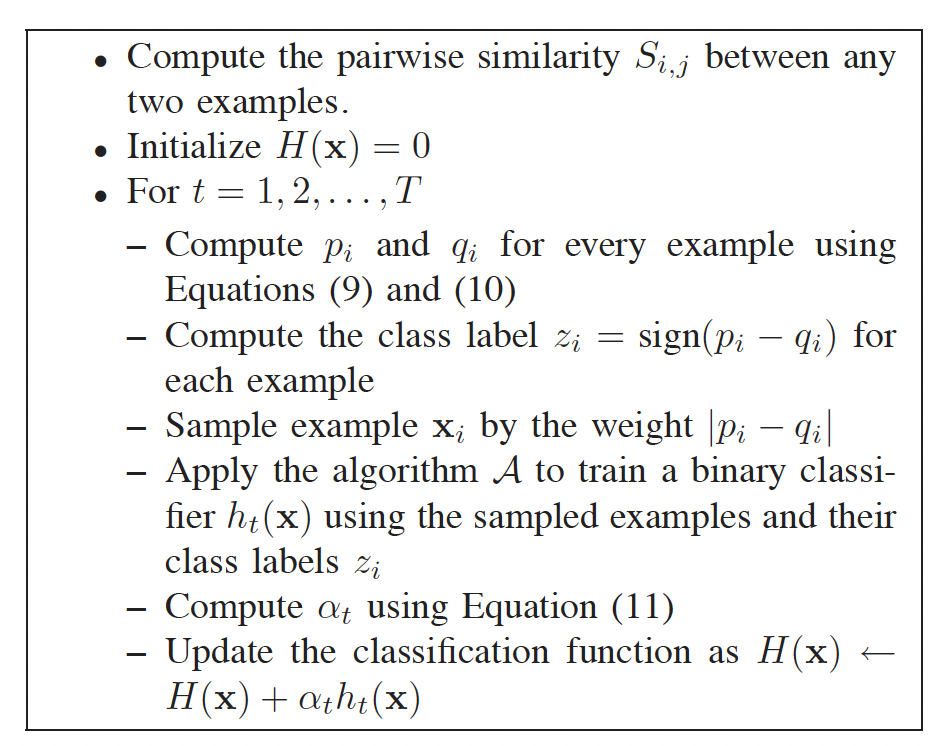 • Compute the pairwise similarity $S_{i,j}$ between any
two examples.
• Initialize $H(\mathbf{x}) = 0$
• For $t = 1, 2, \ldots, T$
– Compute $p_i$ and $q_i$ for every example using
Equations (9) and (10)
– Compute the class label $z_i = \mathrm{sign}(p_i - q_i)$ for
each example
– Sample example $\mathbf{x}_i$ by the weight $|p_i - q_i|$
– Apply the algorithm $\mathcal{A}$ to train a binary classi-
fier $h_t(\mathbf{x})$ using the sampled examples and their
class labels $z_i$
– Compute $\alpha_t$ using Equation (11)
– Update the classification function as $H(\mathbf{x}) \leftarrow$
$H(\mathbf{x}) + \alpha_t h_t(\mathbf{x})$